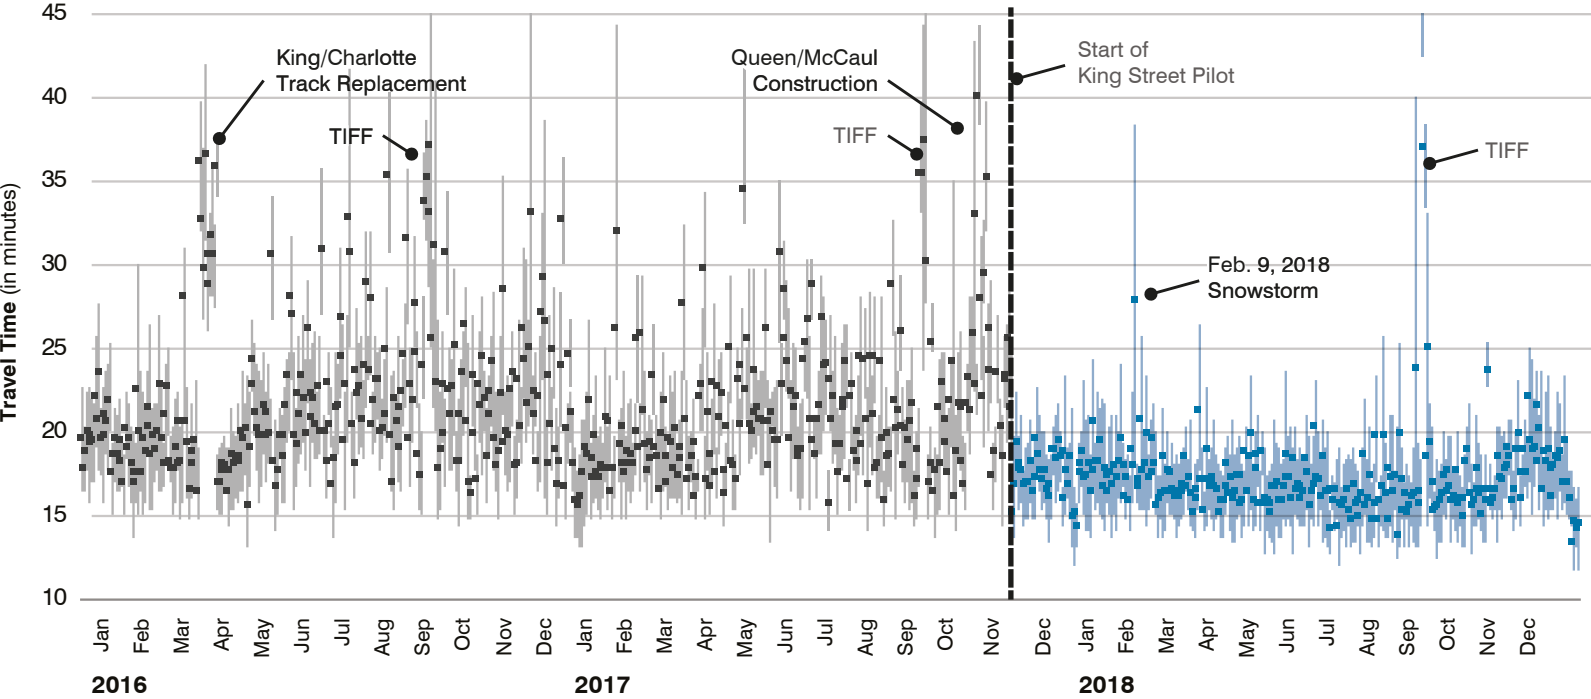 45
40
35
30
25
20
15
10
Travel Time (in minutes)
King/Charlotte
Track Replacement
TIFF
Queen/McCaul
Construction
TIFF
Start of
King Street Pilot
TIFF
Feb. 9, 2018
Snowstorm
Jan Feb Mar Apr May Jun Jul Aug Sep Oct Nov Dec Jan Feb Mar Apr May Jun Jul Aug Sep Oct Nov Dec Jan Feb Mar Apr May Jun Jul Aug Sep Oct Nov Dec
2016 2017 2018